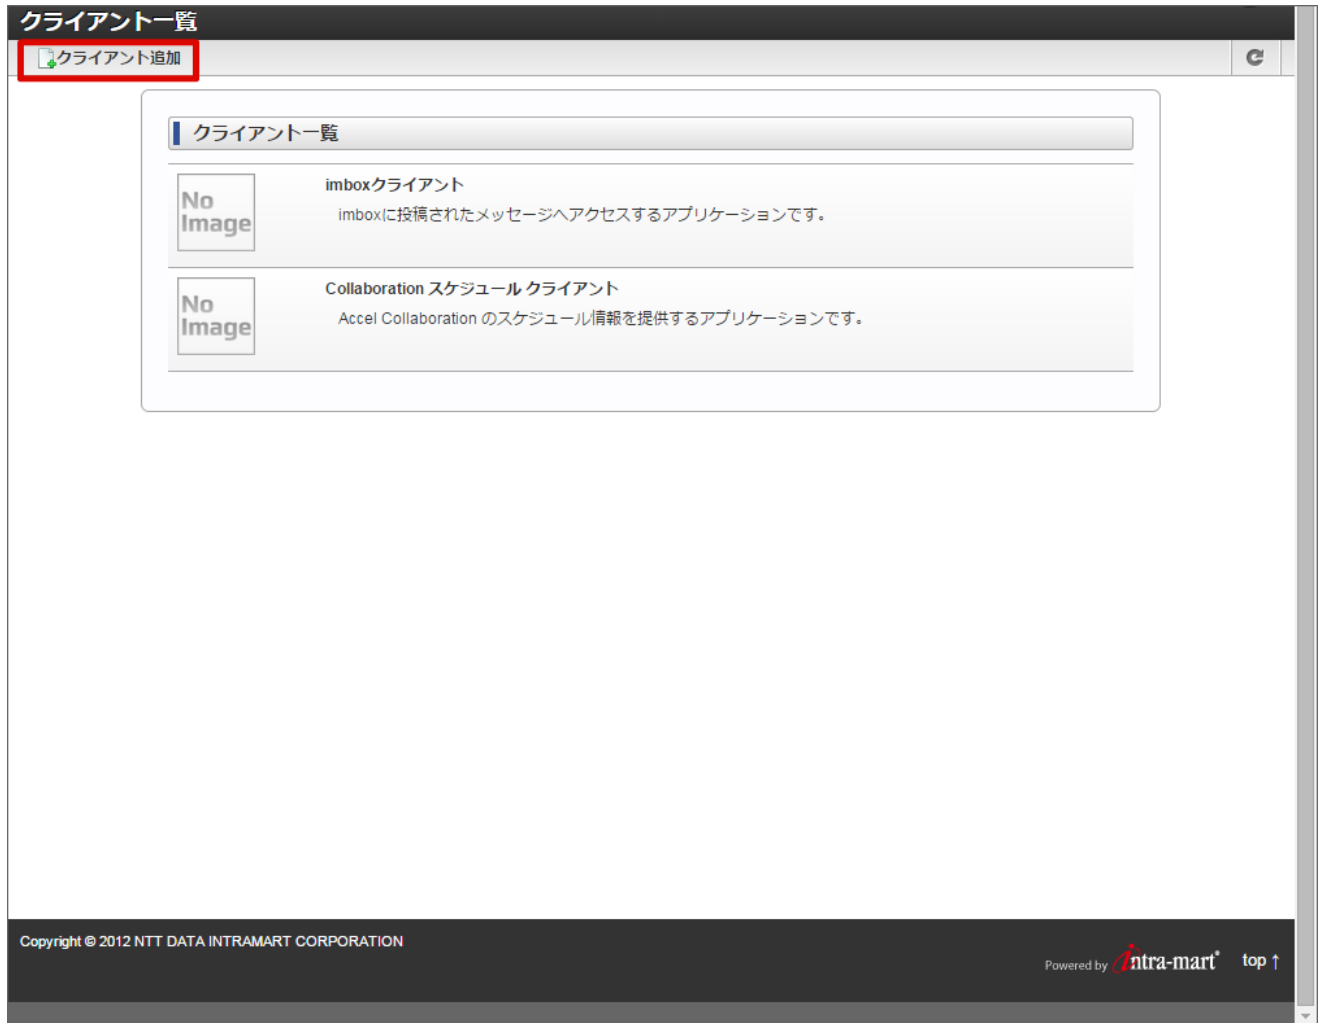 クライアント一覧
クライアント追加
クライアント一覧
No
Image
imboxクライアント
imboxに投稿されたメッセージへアクセスするアプリケーションです。
No
Image
Collaboration スケジュール クライアント
Accel Collaboration のスケジュール情報を提供するアプリケーションです。
Copyright © 2012 NTT DATA INTRAMART CORPORATION
Powered by intra-mart® top ↑